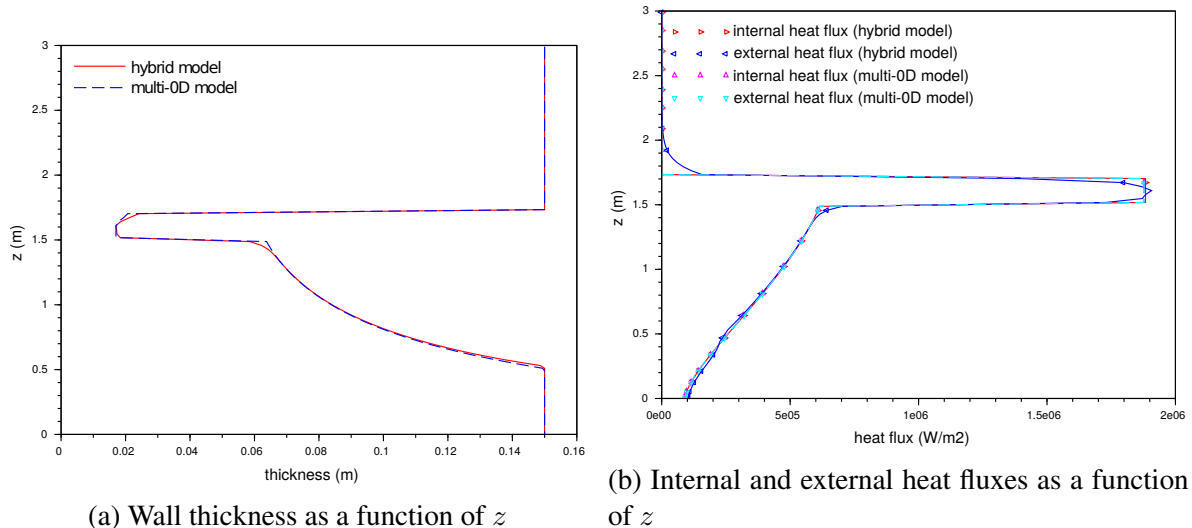 3
2.5
2
1.5
1
0.5
0
z (m)
hybrid model
multi-0D model
0 0.02 0.04 0.06 0.08 0.1 0.12 0.14 0.16
thickness (m)
(a) Wall thickness as a function of z
3
2.5
2
1.5
1
0.5
0
z (m)
internal heat flux (hybrid model)
external heat flux (hybrid model)
internal heat flux (multi-0D model)
external heat flux (multi-0D model)
0e00 5e05 1e06 1.5e06 2e06
heat flux (W/m2)
(b) Internal and external heat fluxes as a function
of z